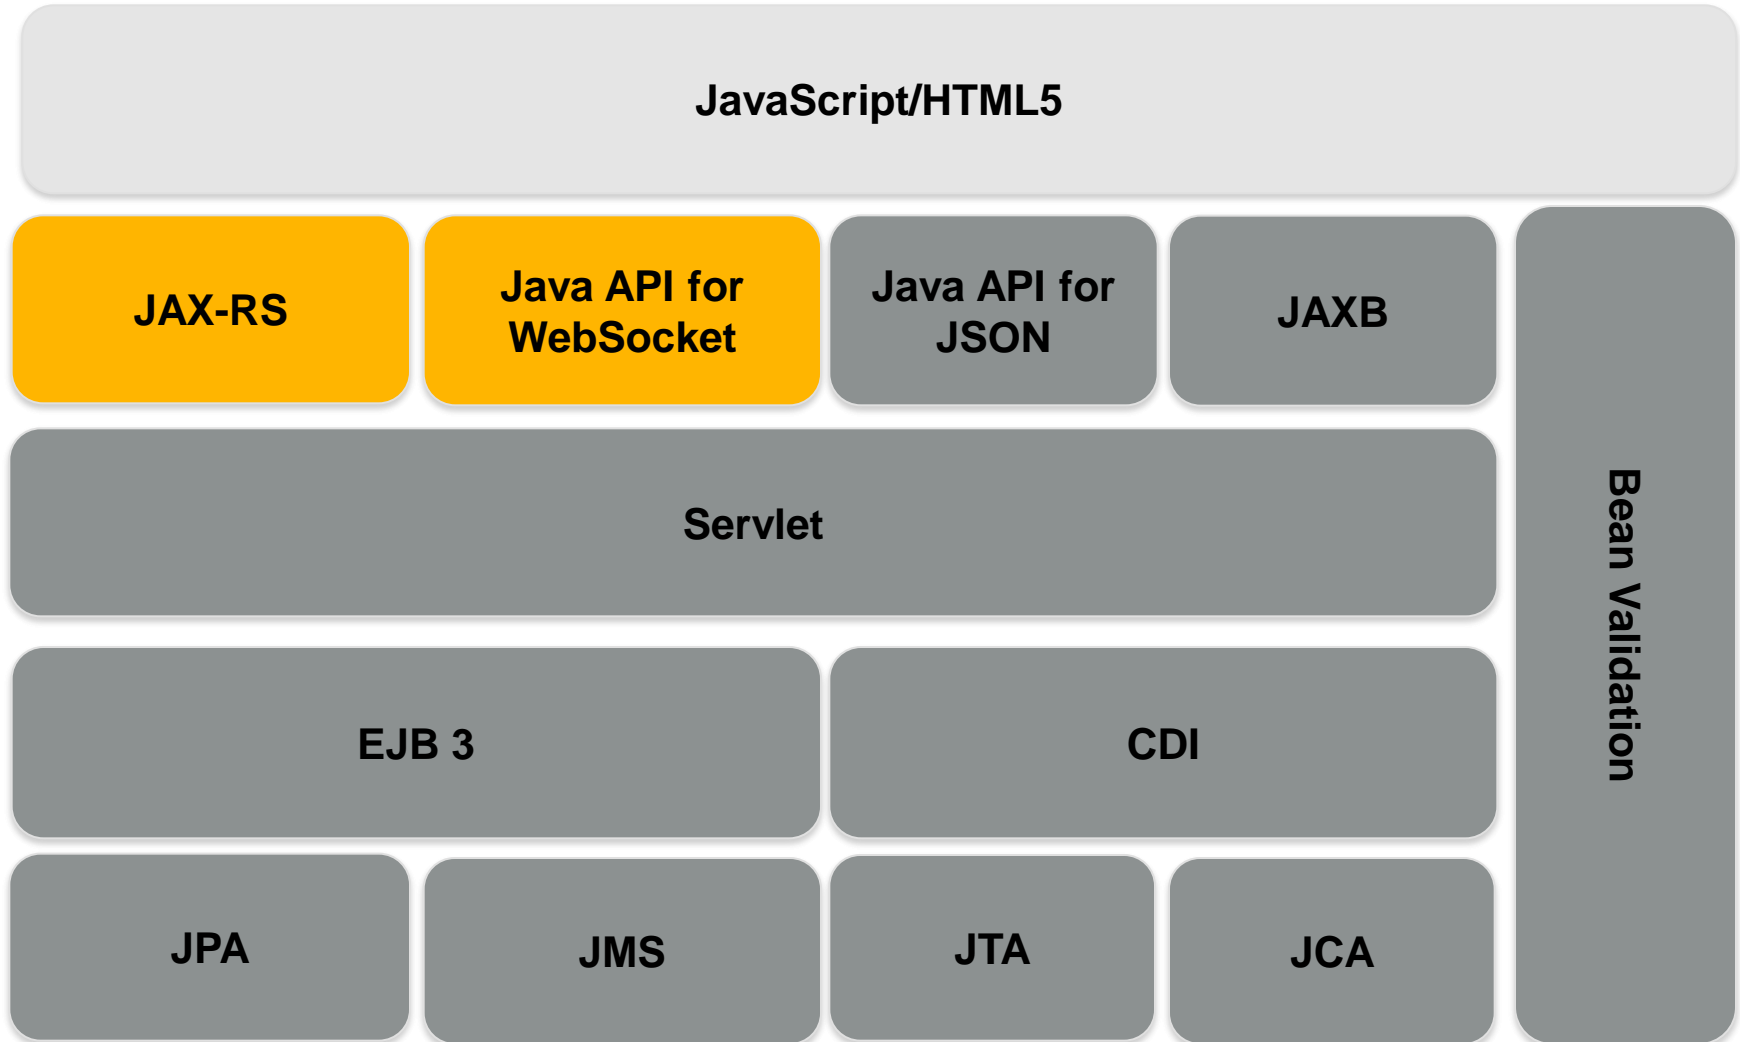 JavaScript/HTML5
JAX-RS
Java API for
WebSocket
Java API for
JSON
JAXB
Servlet
Bean Validation
EJB 3
CDI
JPA
JMS
JTA
JCA